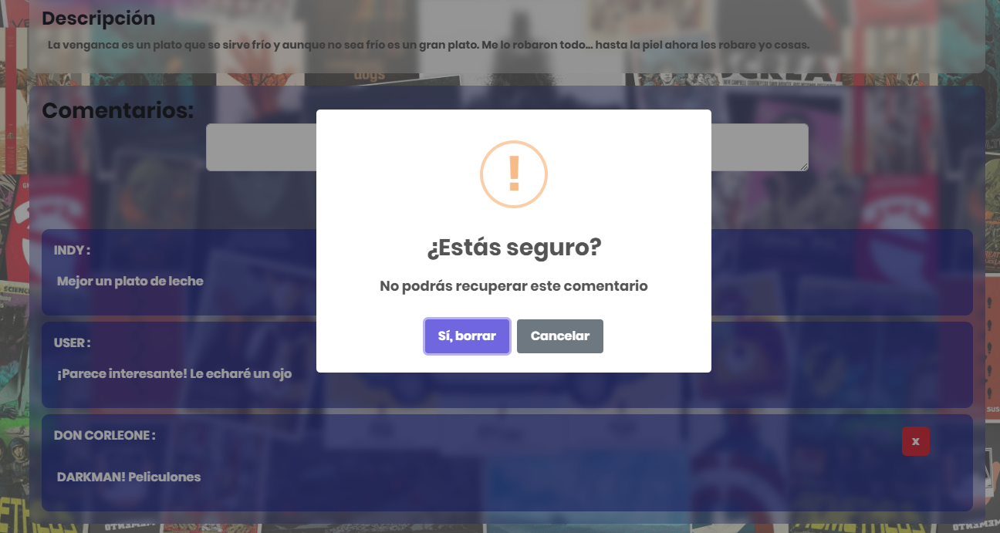 Descripción
La venganca es un plato que se sirve frío y aunque no sea frío es un gran plato. Me lo robaron todo... hasta la piel ahora les robare yo cosas.
dogs
Comentarios:
!
¿Estás seguro?
No podrás recuperar este comentario
Sí, borrar
Cancelar
INDY :
Mejor un plato de leche
USER :
¡Parece interesante! Le echaré un ojo
DON CORLEONE :
x
DARKMAN! Peliculones